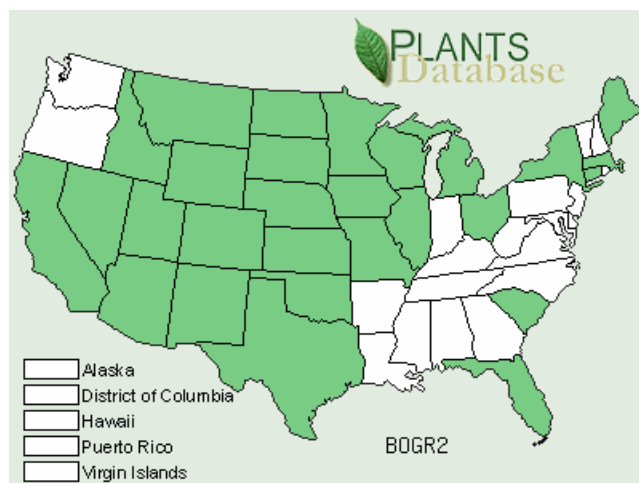 PLANTS
Database
Alaska
District of Columbia
Hawaii
Puerto Rico
Virgin Islands
BOGR2